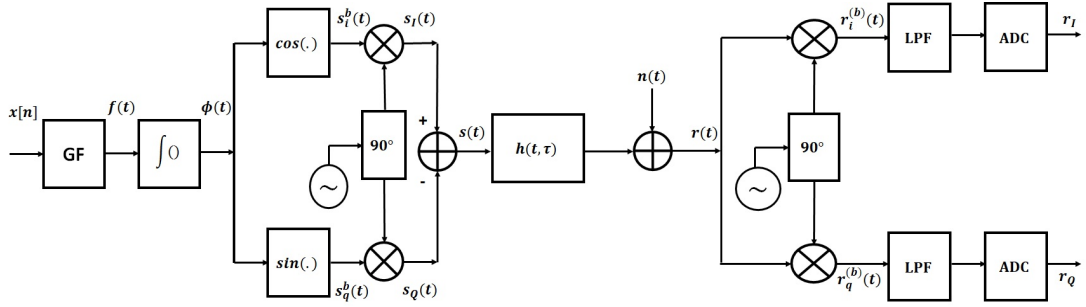 x[n]
GF
f(t)
∫()
ϕ(t)
cos(.)
s_i^b(t)
s_I(t)
90°
~
sin(.)
s_q^b(t)
s_Q(t)
+
-
s(t)
h(t,τ)
n(t)
r(t)
90°
~
r_i^{(b)}(t)
LPF
ADC
r_I
r_q^{(b)}(t)
LPF
ADC
r_Q